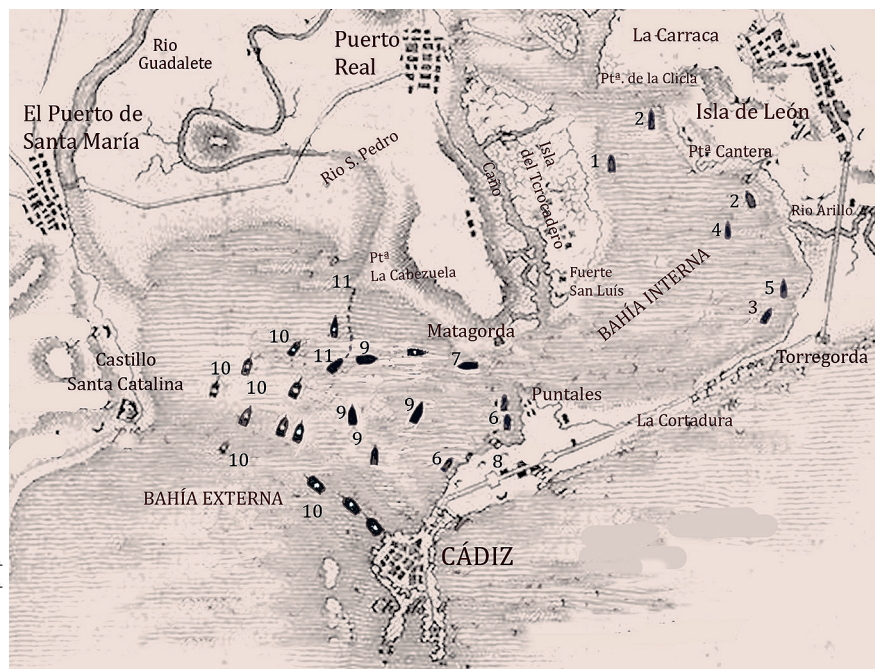 La Carraca
Rio
Guadalete
Puerto
Real
Ptª. de la Clicla
El Puerto de
Santa María
Isla de León
2
Ptª Cantera
Rio S. Pedro
Caño
Isla
del Tcrocadero
1
2
Rio Arillo
4
Ptª
La Cabezuela
Fuerte
San Luís
BAHÍA INTERNA
11
5
3
Matagorda
10
11
9
7
Torregorda
Castillo
Santa Catalina
10
10
Puntales
9
9
6
La Cortadura
9
10
6
8
BAHÍA EXTERNA
10
CÁDIZ